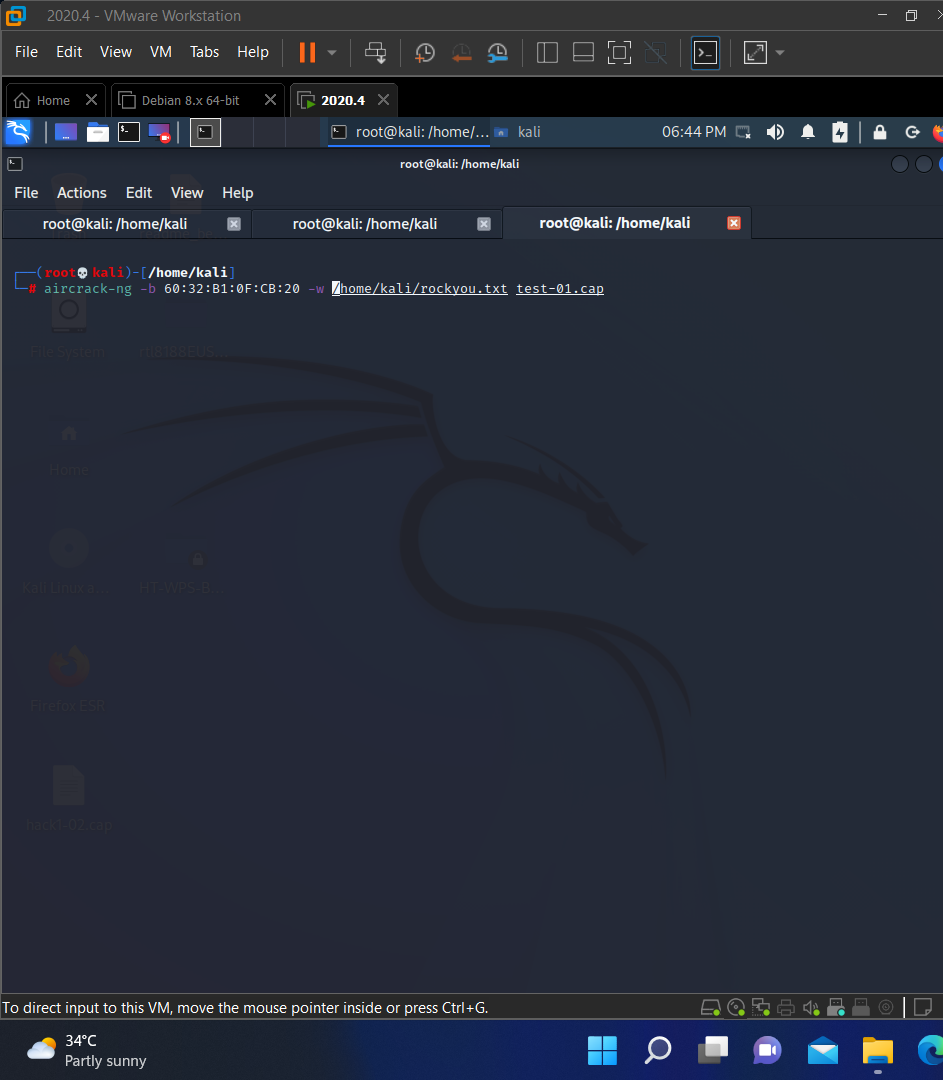 2020.4 - VMware Workstation
File Edit View VM Tabs Help
Home Debian 8.x 64-bit 2020.4
root@kali: /home/... kali 06:44 PM
root@kali: /home/kali
File Actions Edit View Help
root@kali: /home/kali root@kali: /home/kali root@kali: /home/kali
(root💀kali)-[/home/kali]
# aircrack-ng -b 60:32:B1:0F:CB:20 -w /home/kali/rockyou.txt test-01.cap
File System
Home
Kali Linux a... HT-WPS-B...
Firefox ESR
hack1-02.cap
To direct input to this VM, move the mouse pointer inside or press Ctrl+G.
34°C
Partly sunny